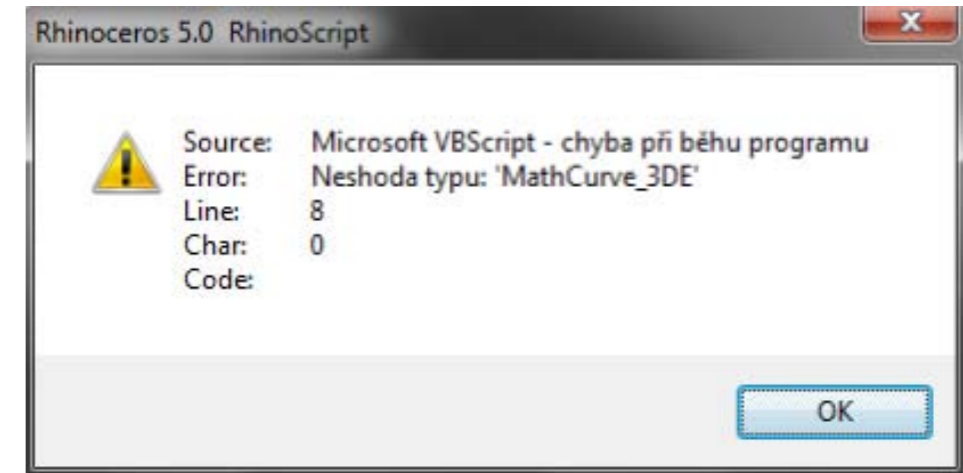 Rhinoceros 5.0 RhinoScript
Source: Microsoft VBScript - chyba při běhu programu
Error: Neshoda typu: 'MathCurve_3DE'
Line: 8
Char: 0
Code:
OK